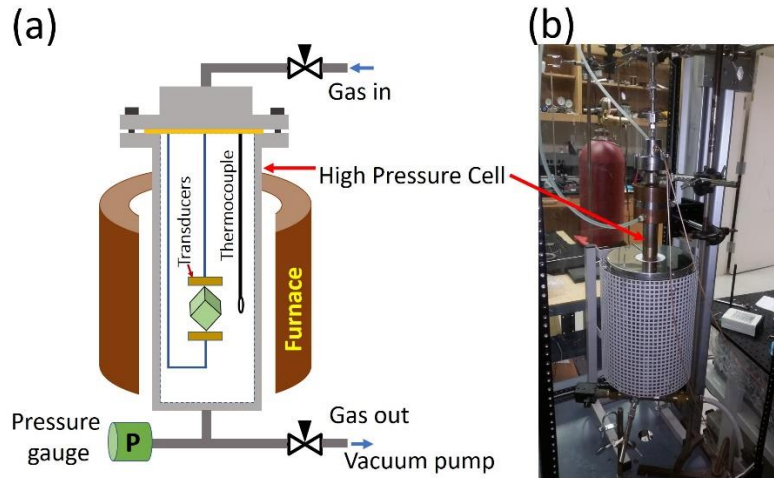 (a)
(b)
Gas in
High Pressure Cell
Transducers
Thermocouple
Furnace
Pressure
gauge
P
Gas out
Vacuum pump